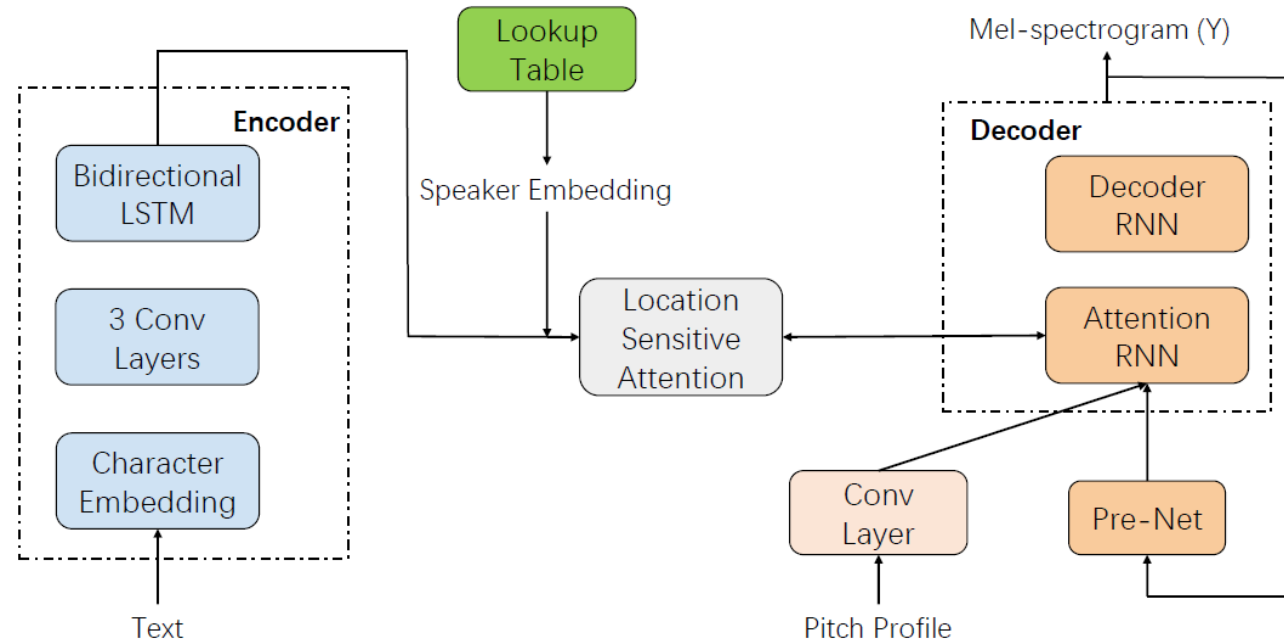 Lookup
Table
Mel-spectrogram (Y)
Encoder
Decoder
Bidirectional
LSTM
Speaker Embedding
Decoder
RNN
3 Conv
Layers
Location
Sensitive
Attention
Attention
RNN
Character
Embedding
Conv
Layer
Pre-Net
Text
Pitch Profile